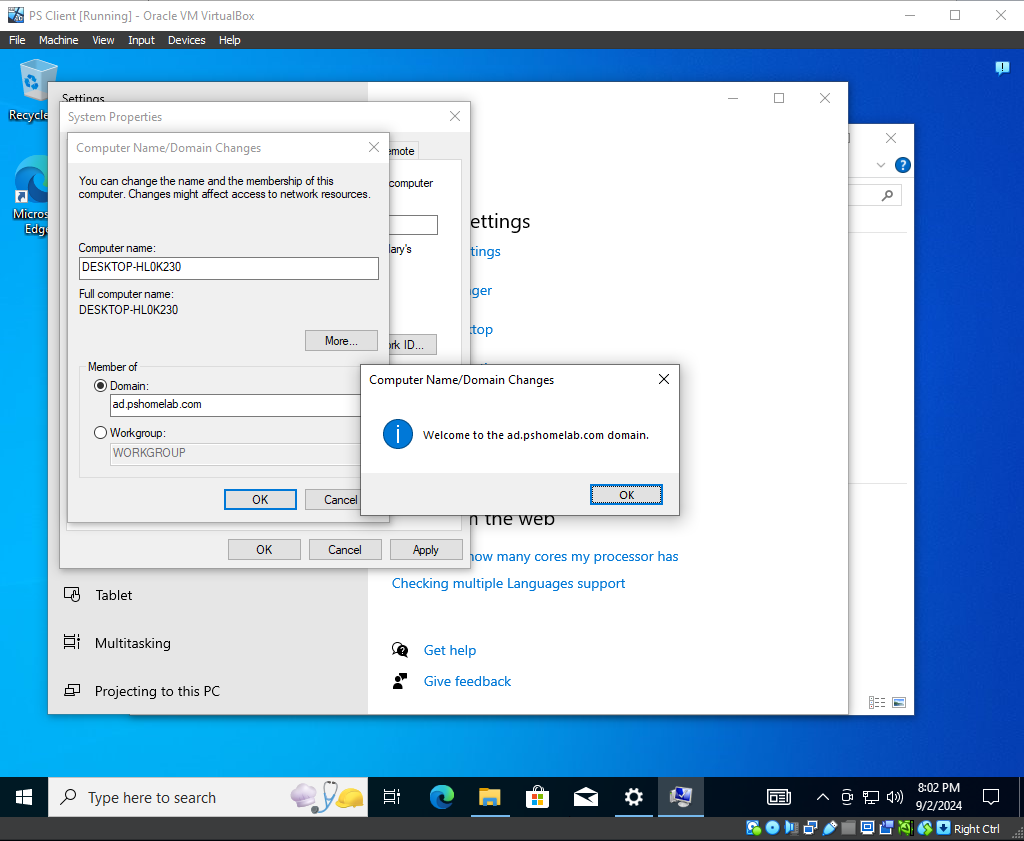 PS Client [Running] - Oracle VM VirtualBox
File Machine View Input Devices Help
Recycle
Micros
Edge
Settings
System Properties
Computer Name/Domain Changes
emote
You can change the name and the membership of this
computer. Changes might affect access to network resources.
computer
ary's
Computer name:
DESKTOP-HL0K230
Full computer name:
DESKTOP-HL0K230
More...
rk ID...
Member of
Domain:
ad.pshomelab.com
Workgroup:
WORKGROUP
OK Cancel
OK Cancel Apply
ettings
tings
ger
top
Computer Name/Domain Changes
Welcome to the ad.pshomelab.com domain.
OK
the web
how many cores my processor has
Checking multiple Languages support
Get help
Give feedback
Tablet
Multitasking
Projecting to this PC
Type here to search
8:02 PM
9/2/2024
Right Ctrl